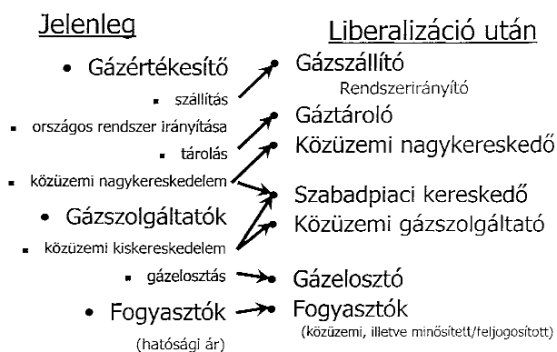 Jelenleg
• Gázértékesítő
▪ szállítás
▪ országos rendszer irányítása
▪ tárolás
▪ közüzemi nagykereskedelem
• Gázszolgáltatók
▪ közüzemi kiskereskedelem
▪ gázelosztás
• Fogyasztók
(hatósági ár)
Liberalizáció után
• Gázszállító
Rendszerirányító
• Gáztároló
• Közüzemi nagykereskedő
• Szabadpiaci kereskedő
• Közüzemi gázszolgáltató
• Gázelosztó
• Fogyasztók
(közüzemi, illetve minősített/feljogosított)